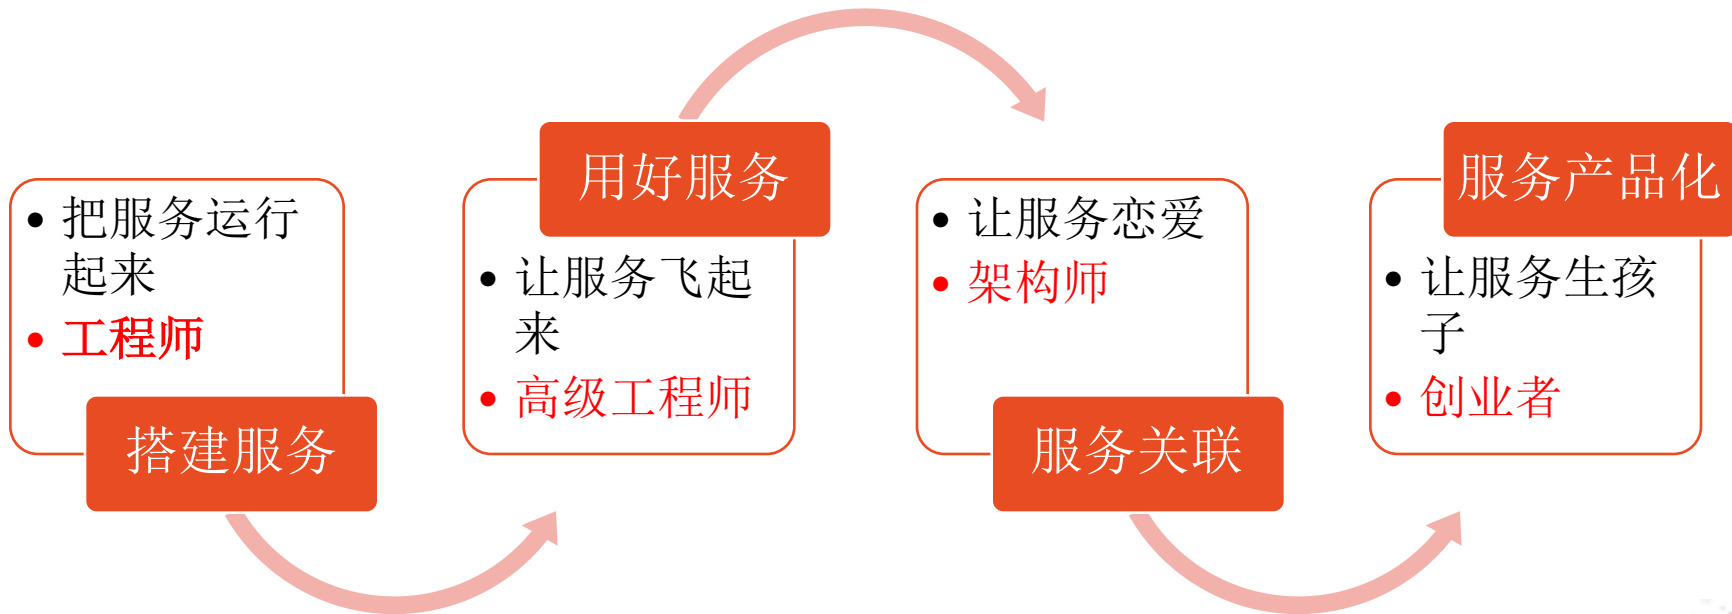 把服务运行
起来
工程师
搭建服务
用好服务
让服务飞起
来
高级工程师
让服务恋爱
架构师
服务关联
服务产品化
让服务生孩
子
创业者